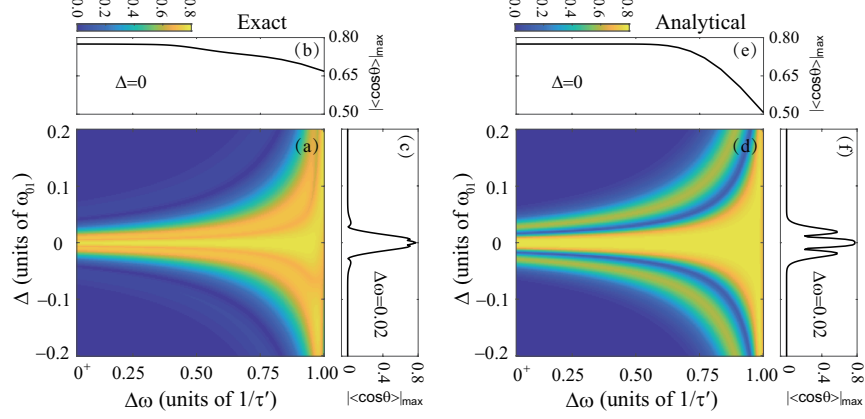 0.0 0.2 0.4 0.6 0.8
Exact
(b)
Δ=0
0.80
0.65
0.50
|<cosθ>|max
(a)
0.2
0.1
0
−0.1
−0.2
Δ (units of ω01)
0+ 0.25 0.50 0.75 1.00
Δω (units of 1/τ′)
(c)
Δω=0.02
0 0.4 0.8
|<cosθ>|max
0.0 0.2 0.4 0.6 0.8
Analytical
(e)
Δ=0
0.80
0.65
0.50
|<cosθ>|max
(d)
0.2
0.1
0
−0.1
−0.2
Δ (units of ω01)
0+ 0.25 0.50 0.75 1.00
Δω (units of 1/τ′)
(f)
Δω=0.02
0 0.4 0.8
|<cosθ>|max